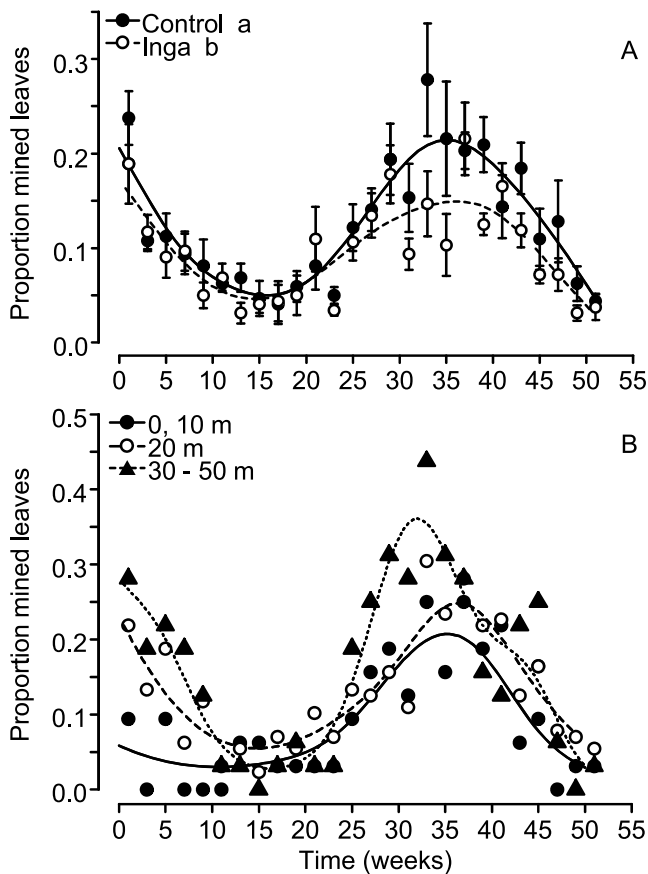 Control a
Inga b
A
Proportion mined leaves
0.3
0.2
0.1
0.0
0 5 10 15 20 25 30 35 40 45 50 55
0, 10 m
20 m
30 - 50 m
B
Proportion mined leaves
0.5
0.4
0.3
0.2
0.1
0.0
0 5 10 15 20 25 30 35 40 45 50 55
Time (weeks)